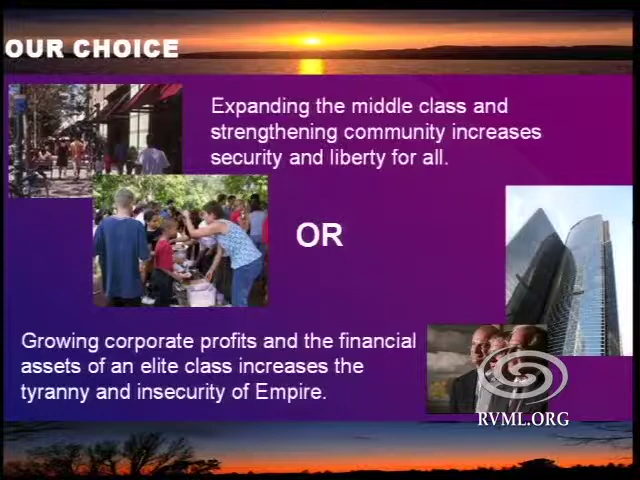 OUR CHOICE
Expanding the middle class and
strengthening community increases
security and liberty for all.
OR
Growing corporate profits and the financial
assets of an elite class increases the
tyranny and insecurity of Empire.
RVML.ORG